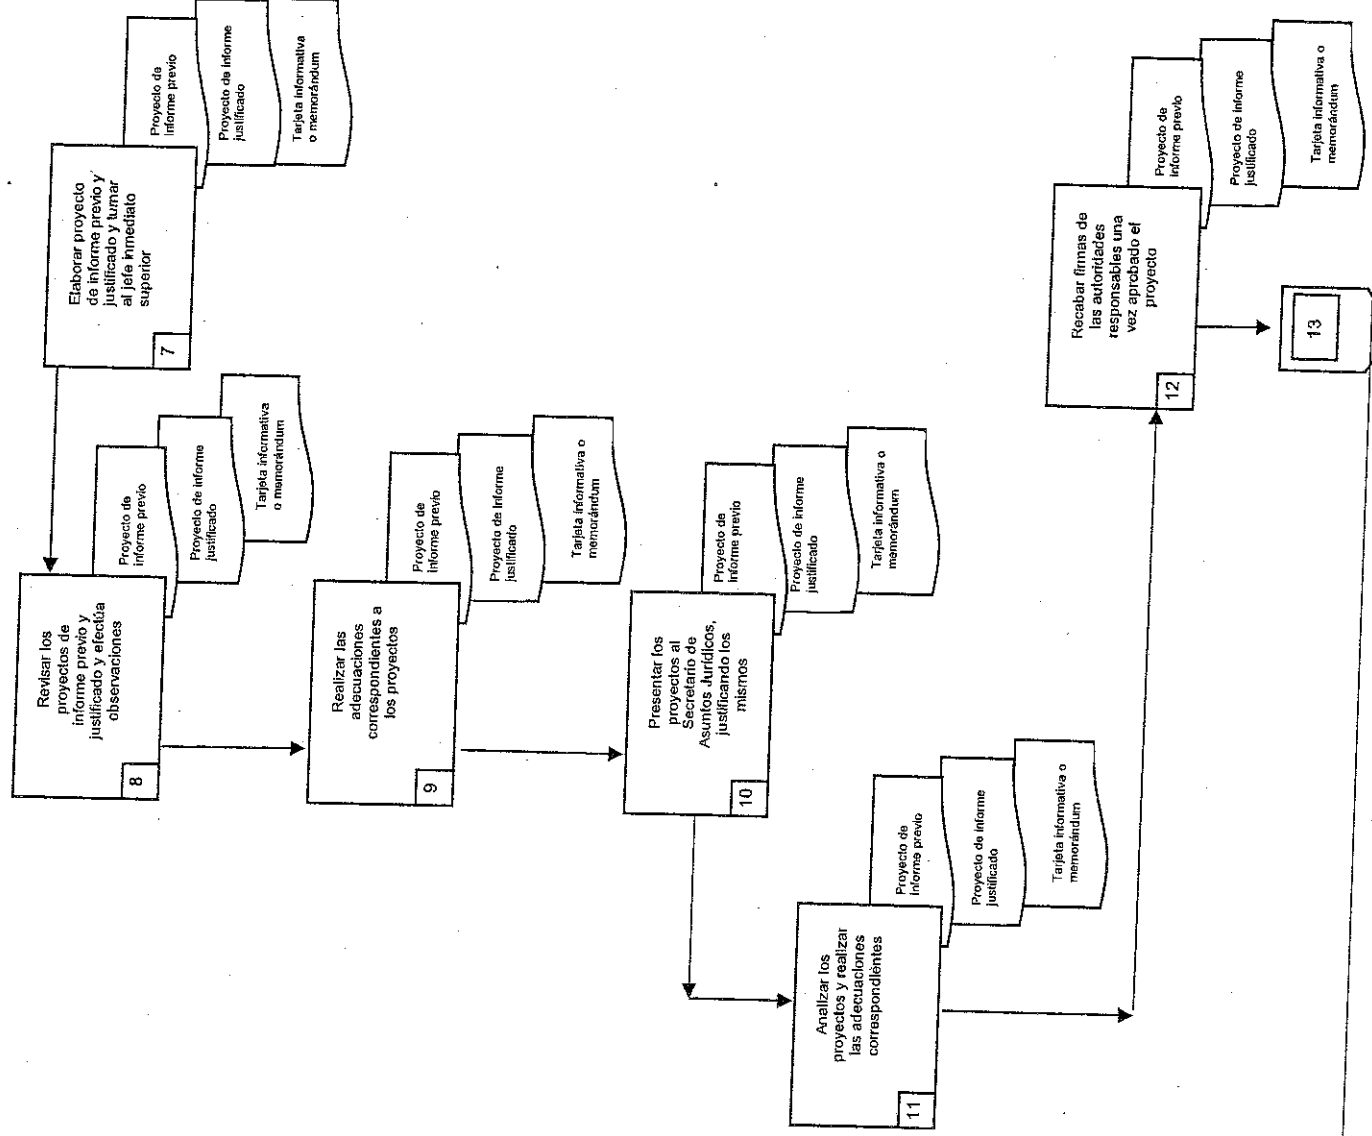 Elaborar proyecto
de informe previo y
justificado y turnar
al jefe inmediato
superior
7
Proyecto de
informe previo
Proyecto de informe
justificado
Tarjeta informativa
o memorándum
Revisar los
proyectos de
informe previo y
justificado y efectúa
observaciones
8
Proyecto de
informe previo
Proyecto de informe
justificado
Tarjeta informativa
o memorándum
Realizar las
adecuaciones
correspondientes a
los proyectos
9
Proyecto de
informe previo
Proyecto de informe
justificado
Tarjeta informativa o
memorándum
Presentar los
proyectos al
Secretario de
Asuntos Jurídicos,
justificando los
mismos
10
Proyecto de
informe previo
Proyecto de informe
justificado
Tarjeta informativa o
memorándum
Analizar los
proyectos y realizar
las adecuaciones
correspondientes
11
Proyecto de
informe previo
Proyecto de informe
justificado
Tarjeta informativa o
memorándum
Recabar firmas de
las autoridades
responsables una
vez aprobado el
proyecto
12
Proyecto de
informe previo
Proyecto de informe
justificado
Tarjeta informativa o
memorándum
13